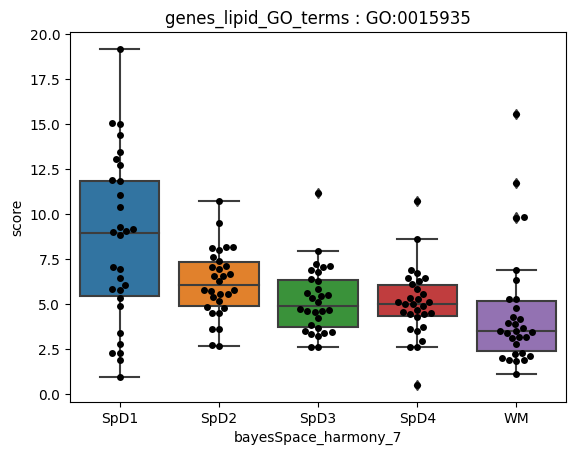 genes_lipid_GO_terms : GO:0015935
20.0
17.5
15.0
12.5
10.0
7.5
5.0
2.5
0.0
score
SpD1 SpD2 SpD3 SpD4 WM
bayesSpace_harmony_7